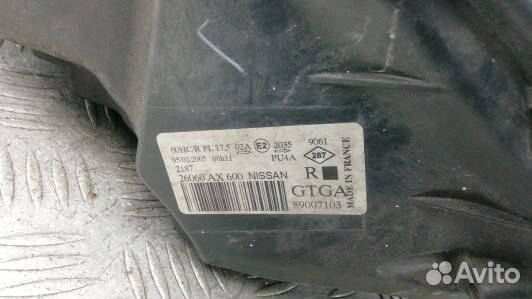 00HC/R PL 17.5 02A E2 2035 9061
05/02/2005 00h11 PU4A 287
2187
26060 AX 600 NISSAN R
GTGA
89007103
MADE IN FRANCE
Avito